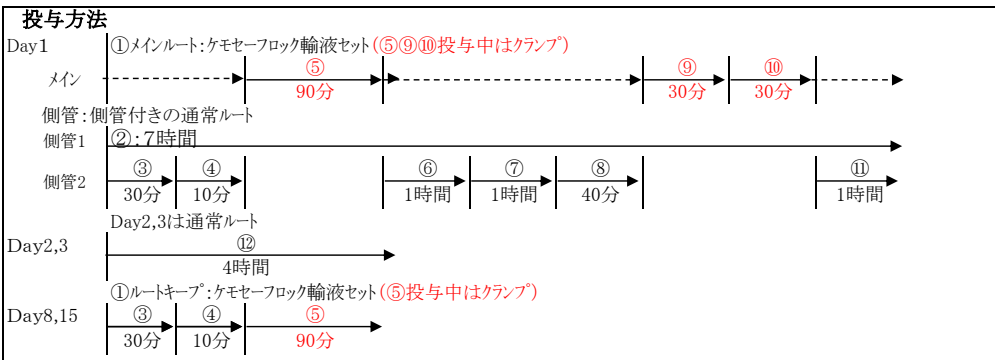 投与方法
Day1 ①メインルート:ケモセーフロック輸液セット(⑤⑨⑩投与中はクランプ)
メイン ⑤ ⑨ ⑩
90分 30分 30分
側管:側管付きの通常ルート
側管1 ②:7時間
側管2 ③ ④ ⑥ ⑦ ⑧ ⑪
30分 10分 1時間 1時間 40分 1時間
Day2,3は通常ルート
Day2,3 ⑫
4時間
①ルートキープ:ケモセーフロック輸液セット(⑤投与中はクランプ)
Day8,15 ③ ④ ⑤
30分 10分 90分